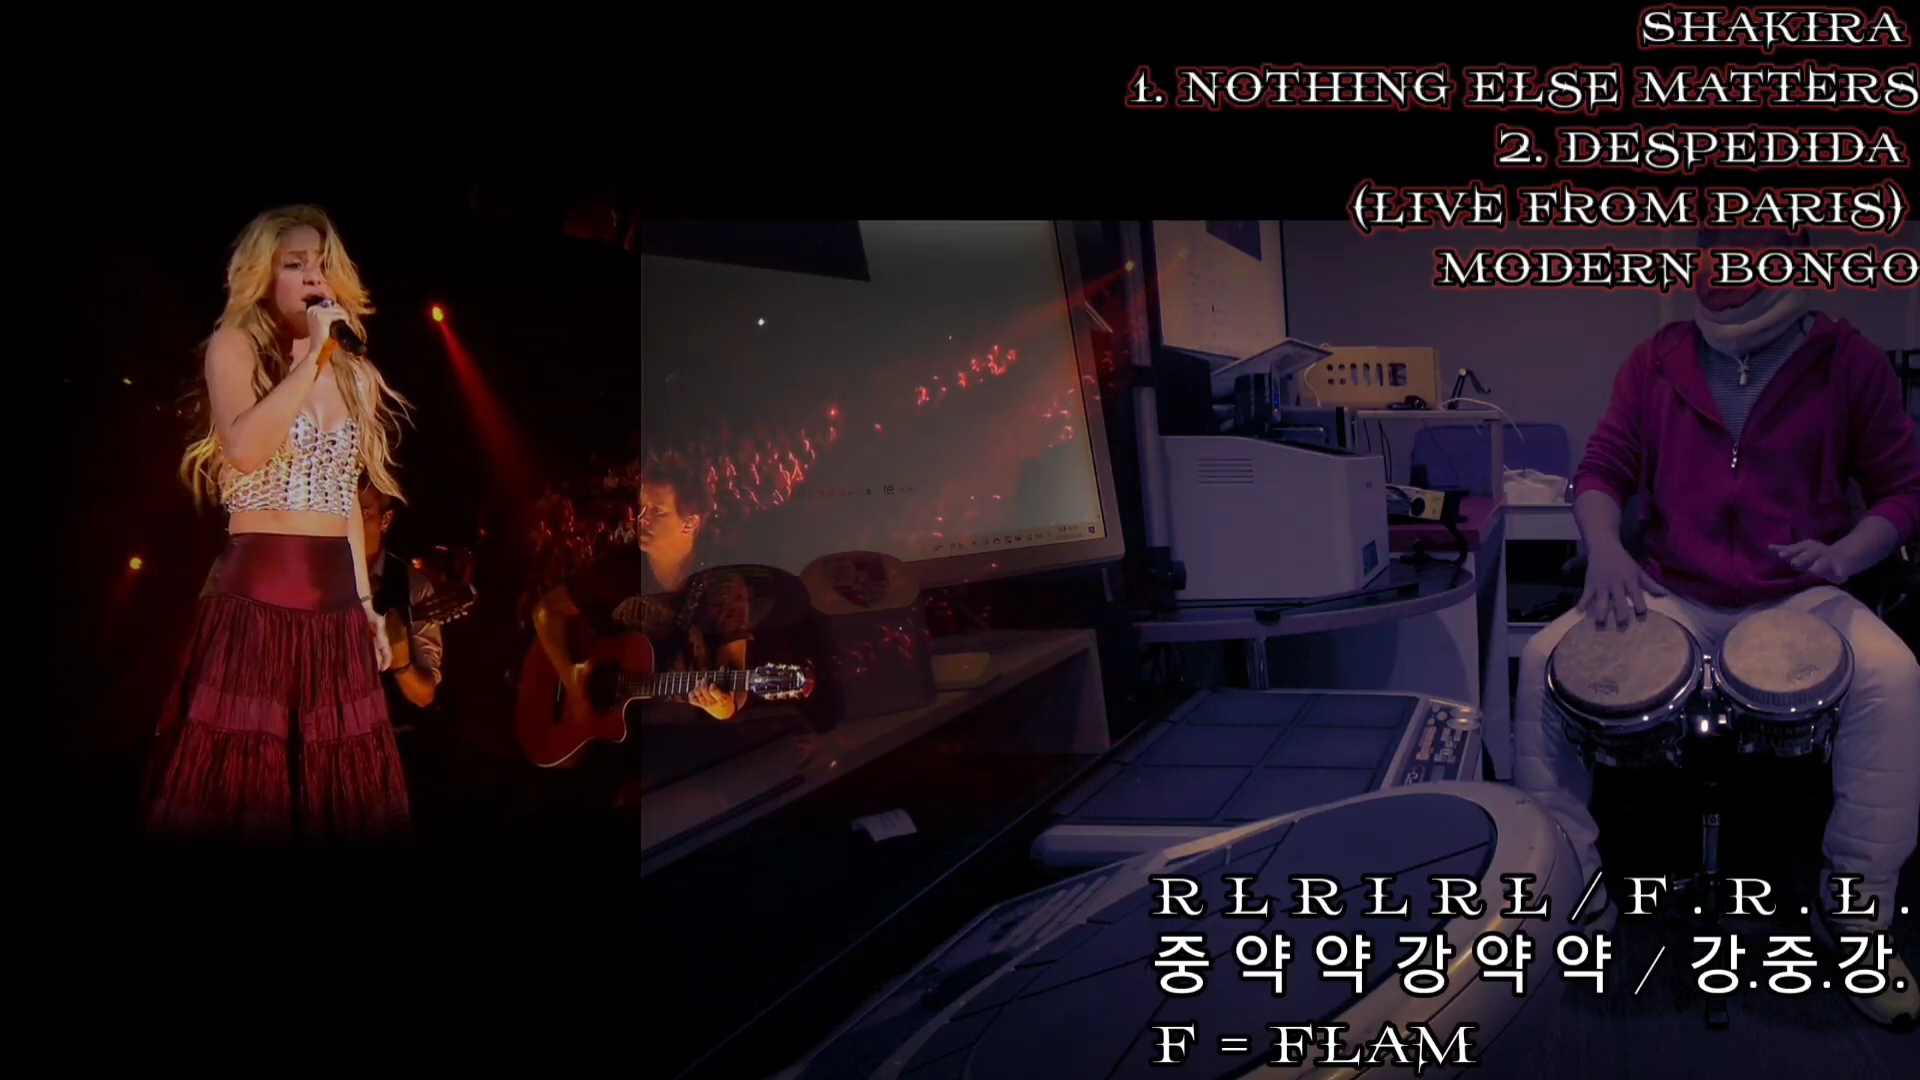 SHAKIRA
1. NOTHING ELSE MATTERS
2. DESPEDIDA
(LIVE FROM PARIS)
MODERN BONGO
R L R L R L / F . R . L .
중 약 약 강 약 약 / 강.중.강.
F = FLAM